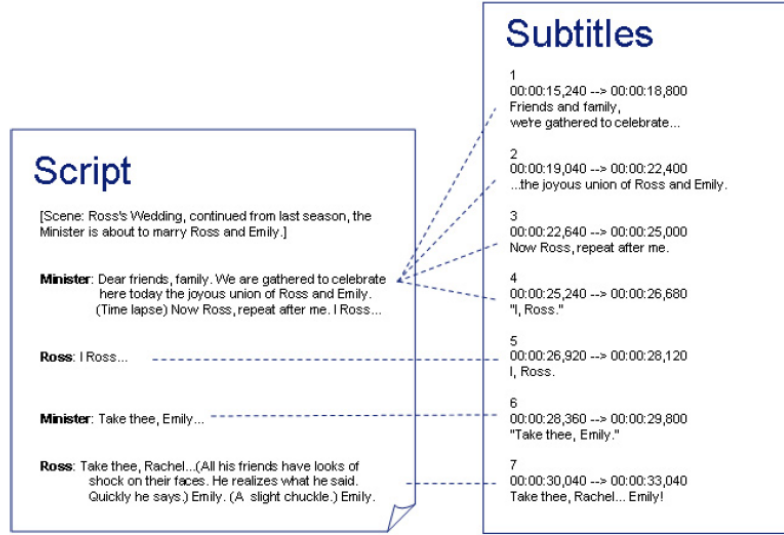 Script
[Scene: Ross's Wedding, continued from last season, the
Minister is about to marry Ross and Emily.]
Minister: Dear friends, family. We are gathered to celebrate
here today the joyous union of Ross and Emily.
(Time lapse) Now Ross, repeat after me. I Ross...
Ross: I Ross...
Minister: Take thee, Emily...
Ross: Take thee, Rachel...(All his friends have looks of
shock on their faces. He realizes what he said.
Quickly he says.) Emily. (A slight chuckle.) Emily.
Subtitles
1
00:00:15,240 --> 00:00:18,800
Friends and family,
we're gathered to celebrate...
2
00:00:19,040 --> 00:00:22,400
...the joyous union of Ross and Emily.
3
00:00:22,640 --> 00:00:25,000
Now Ross, repeat after me.
4
00:00:25,240 --> 00:00:26,680
"I, Ross."
5
00:00:26,920 --> 00:00:28,120
I, Ross.
6
00:00:28,360 --> 00:00:29,800
"Take thee, Emily."
7
00:00:30,040 --> 00:00:33,040
Take thee, Rachel... Emily!